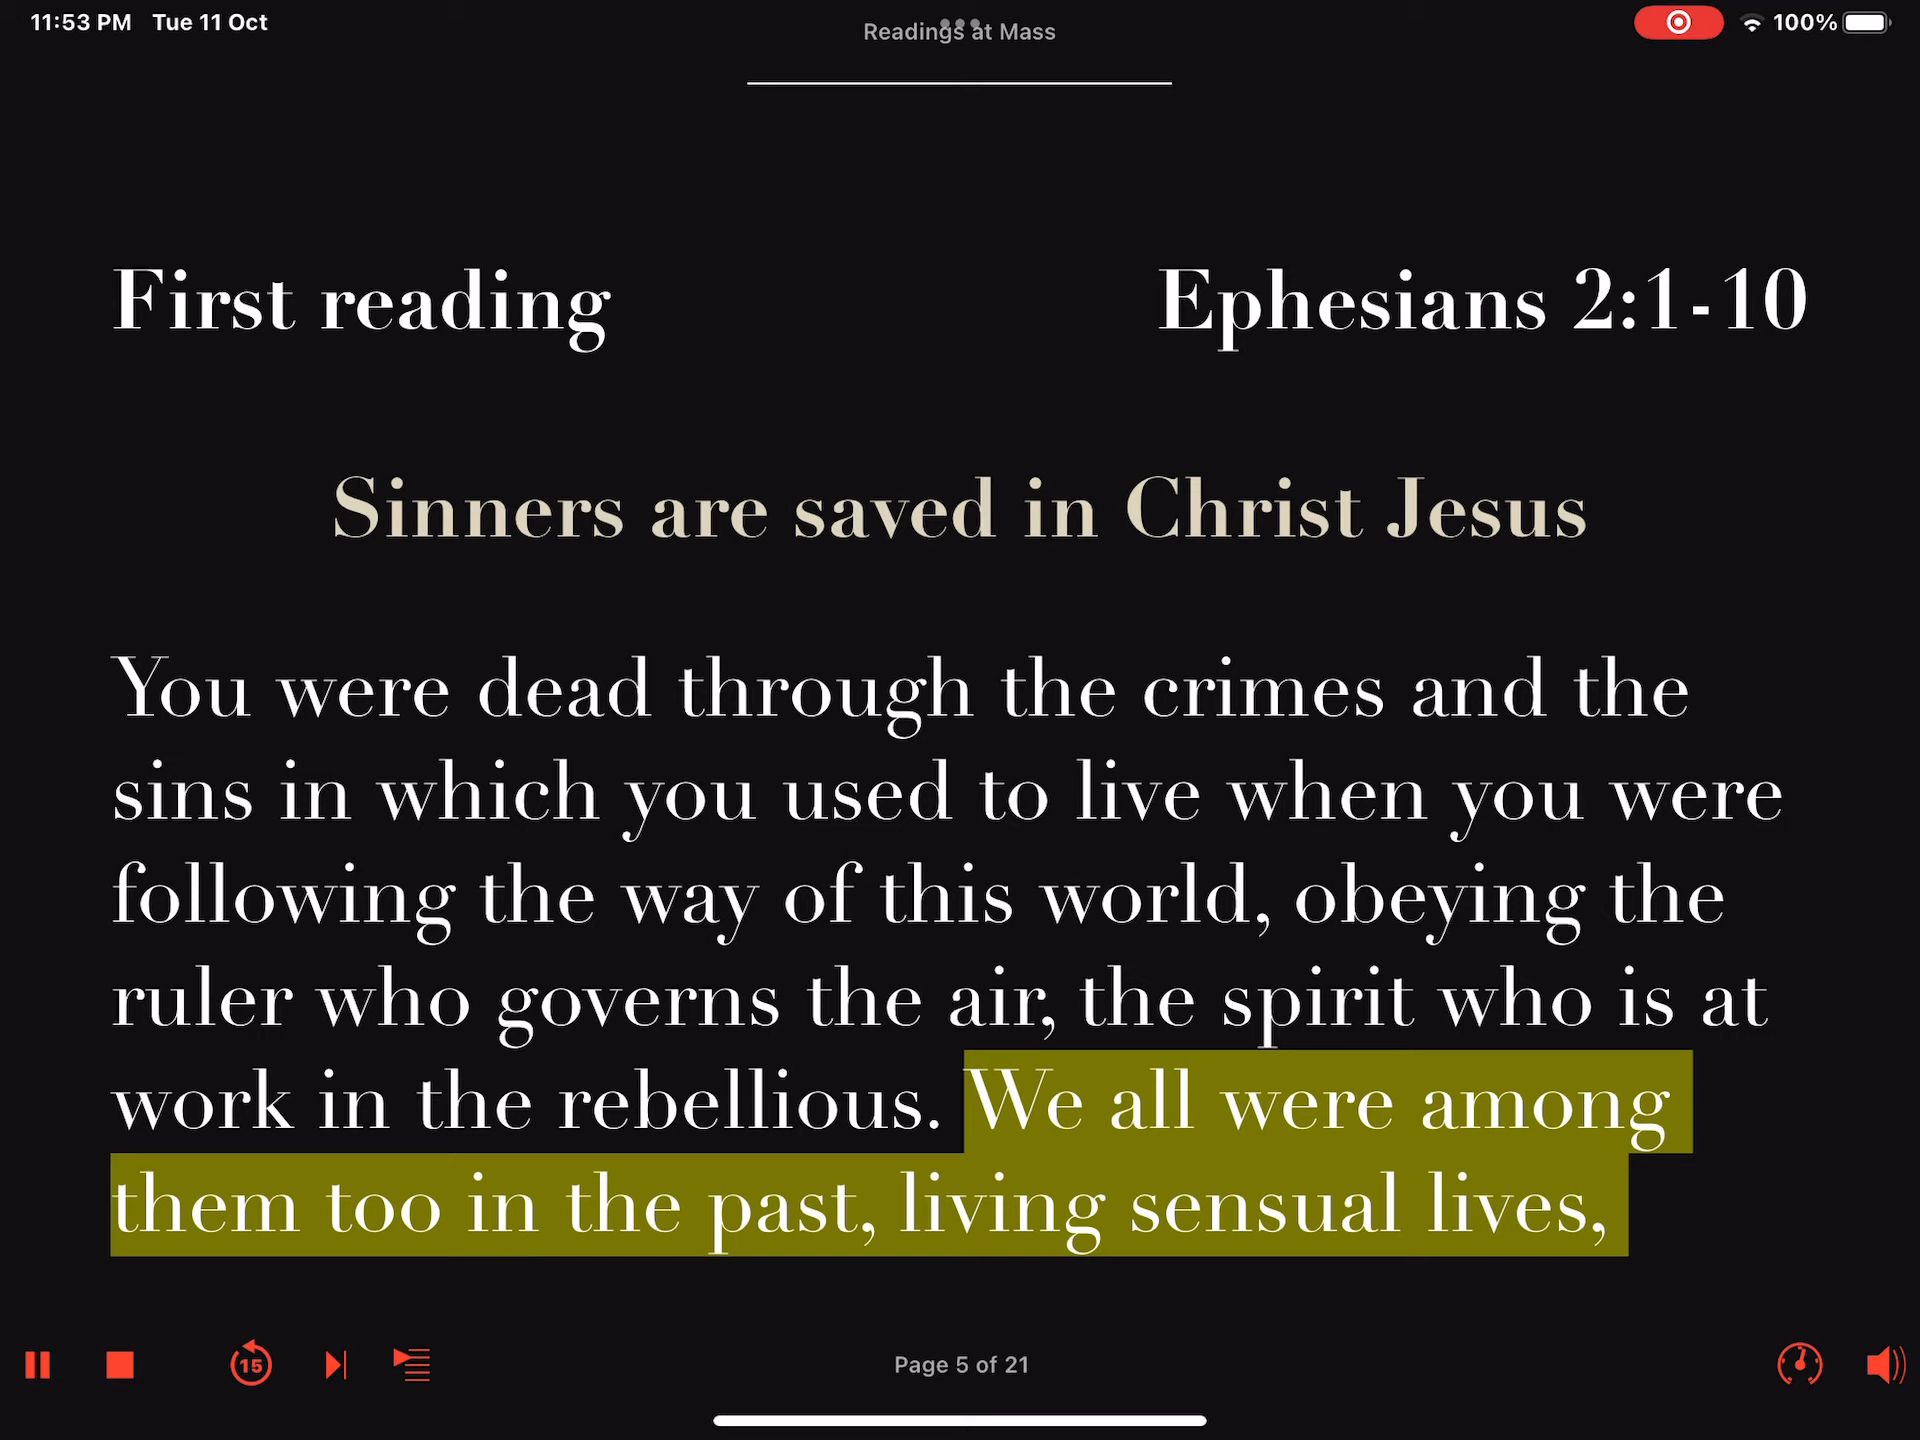 11:53 PM Tue 11 Oct
Readings at Mass
100%
First reading
Ephesians 2:1-10
Sinners are saved in Christ Jesus
You were dead through the crimes and the
sins in which you used to live when you were
following the way of this world, obeying the
ruler who governs the air, the spirit who is at
work in the rebellious. We all were among
them too in the past, living sensual lives,
15
Page 5 of 21